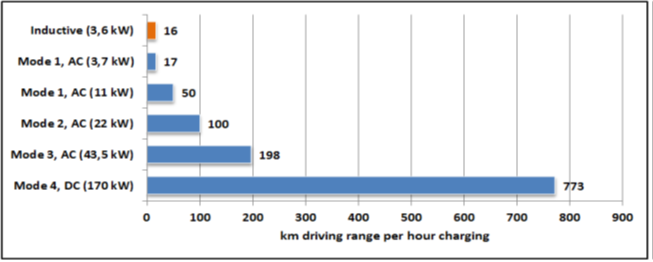 Inductive (3,6 kW) 16
Mode 1, AC (3,7 kW) 17
Mode 1, AC (11 kW) 50
Mode 2, AC (22 kW) 100
Mode 3, AC (43,5 kW) 198
Mode 4, DC (170 kW) 773
0 100 200 300 400 500 600 700 800 900
km driving range per hour charging